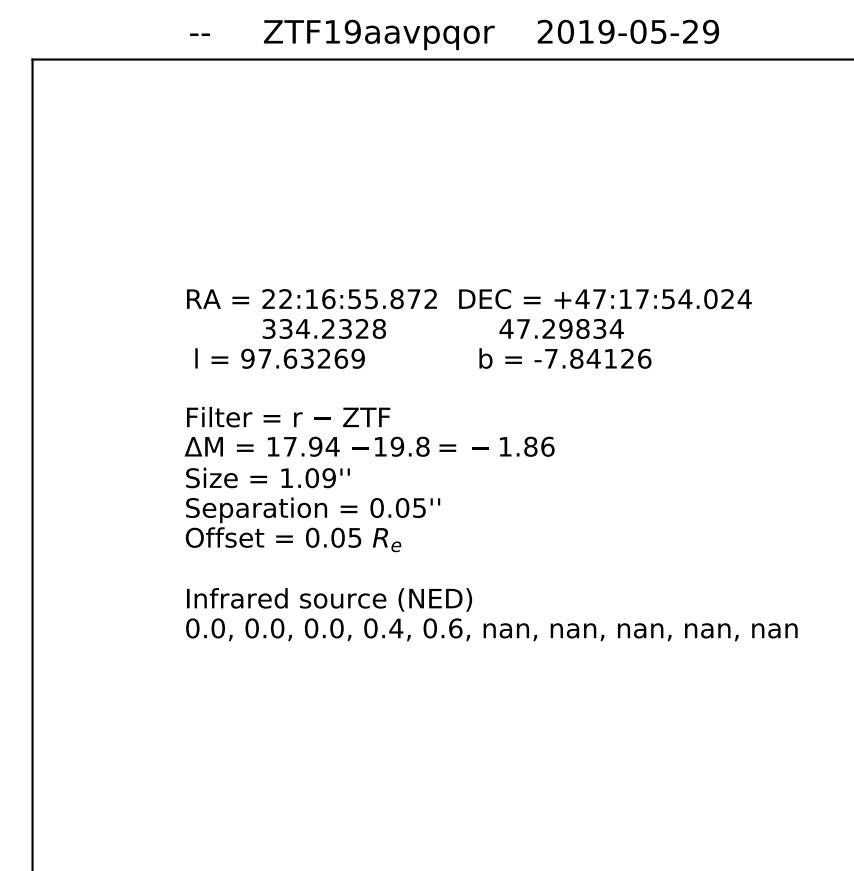 -- ZTF19aavpqor 2019-05-29
RA = 22:16:55.872 DEC = +47:17:54.024
334.2328 47.29834
l = 97.63269 b = -7.84126
Filter = r − ZTF
ΔM = 17.94 −19.8 = − 1.86
Size = 1.09''
Separation = 0.05''
Offset = 0.05 Re
Infrared source (NED)
0.0, 0.0, 0.0, 0.4, 0.6, nan, nan, nan, nan, nan